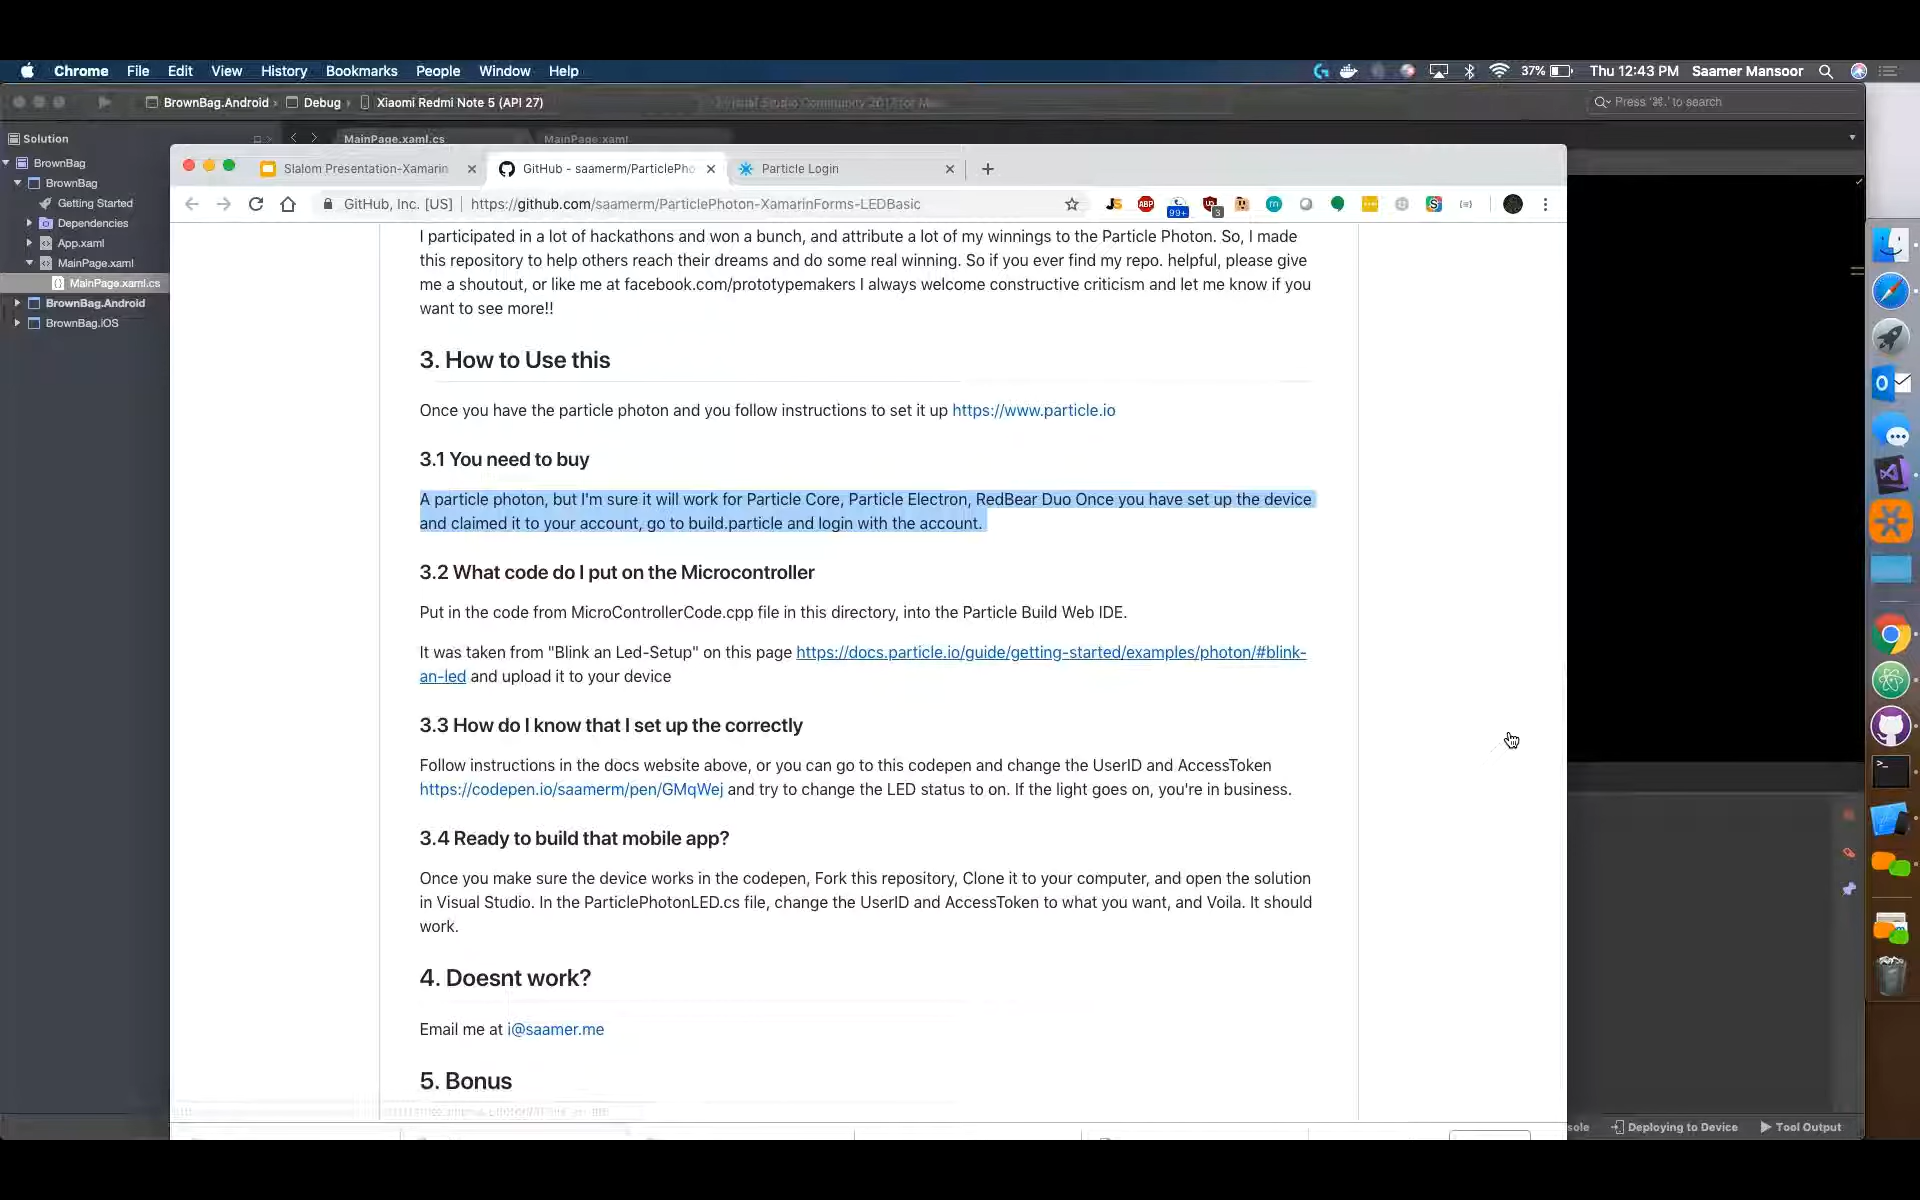 Chrome File Edit View History Bookmarks People Window Help
37% Thu 12:43 PM Saamer Mansoor
BrownBag.Android Debug Xiaomi Redmi Note 5 (API 27)
Visual Studio Community 2017 for Mac
Press '⌘.' to search
Solution
MainPage.xaml.cs MainPage.xaml
BrownBag
BrownBag
Getting Started
Dependencies
App.xaml
MainPage.xaml
MainPage.xaml.cs
BrownBag.Android
BrownBag.iOS
Slalom Presentation-Xamarin
GitHub - saamerm/ParticlePho
Particle Login
GitHub, Inc. [US] | https://github.com/saamerm/ParticlePhoton-XamarinForms-LEDBasic
JS ABP 99+ 3 m S
I participated in a lot of hackathons and won a bunch, and attribute a lot of my winnings to the Particle Photon. So, I made
this repository to help others reach their dreams and do some real winning. So if you ever find my repo. helpful, please give
me a shoutout, or like me at facebook.com/prototypemakers I always welcome constructive criticism and let me know if you
want to see more!!
3. How to Use this
Once you have the particle photon and you follow instructions to set it up https://www.particle.io
3.1 You need to buy
A particle photon, but I'm sure it will work for Particle Core, Particle Electron, RedBear Duo Once you have set up the device
and claimed it to your account, go to build.particle and login with the account.
3.2 What code do I put on the Microcontroller
Put in the code from MicroControllerCode.cpp file in this directory, into the Particle Build Web IDE.
It was taken from "Blink an Led-Setup" on this page https://docs.particle.io/guide/getting-started/examples/photon/#blink-
an-led and upload it to your device
3.3 How do I know that I set up the correctly
Follow instructions in the docs website above, or you can go to this codepen and change the UserID and AccessToken
https://codepen.io/saamerm/pen/GMqWej and try to change the LED status to on. If the light goes on, you're in business.
3.4 Ready to build that mobile app?
Once you make sure the device works in the codepen, Fork this repository, Clone it to your computer, and open the solution
in Visual Studio. In the ParticlePhotonLED.cs file, change the UserID and AccessToken to what you want, and Voila. It should
work.
4. Doesnt work?
Email me at i@saamer.me
5. Bonus
Deploying to Device Tool Output